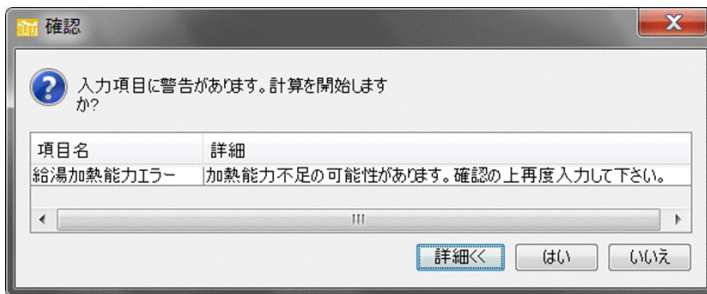 確認
入力項目に警告があります。計算を開始します
か?
項目名 詳細
給湯加熱能力エラー 加熱能力不足の可能性があります。確認の上再度入力して下さい。
詳細<< はい いいえ